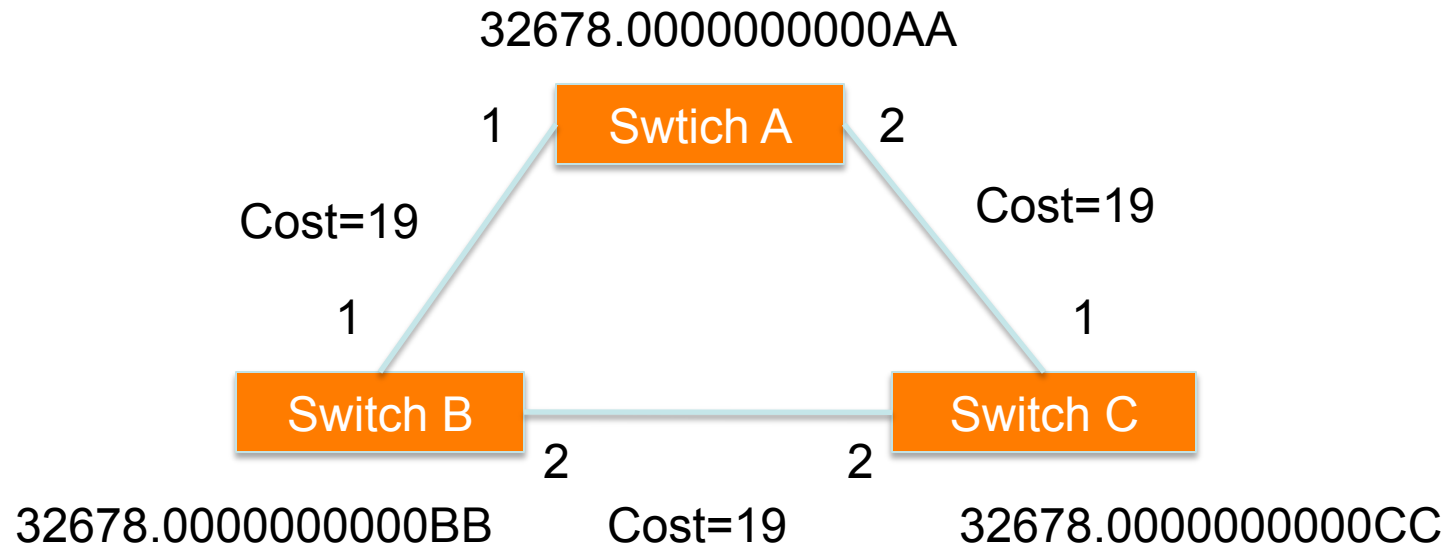 32678.0000000000AA
1
Swtich A
2
Cost=19
Cost=19
1
1
Switch B
Switch C
2
2
32678.0000000000BB
Cost=19
32678.0000000000CC